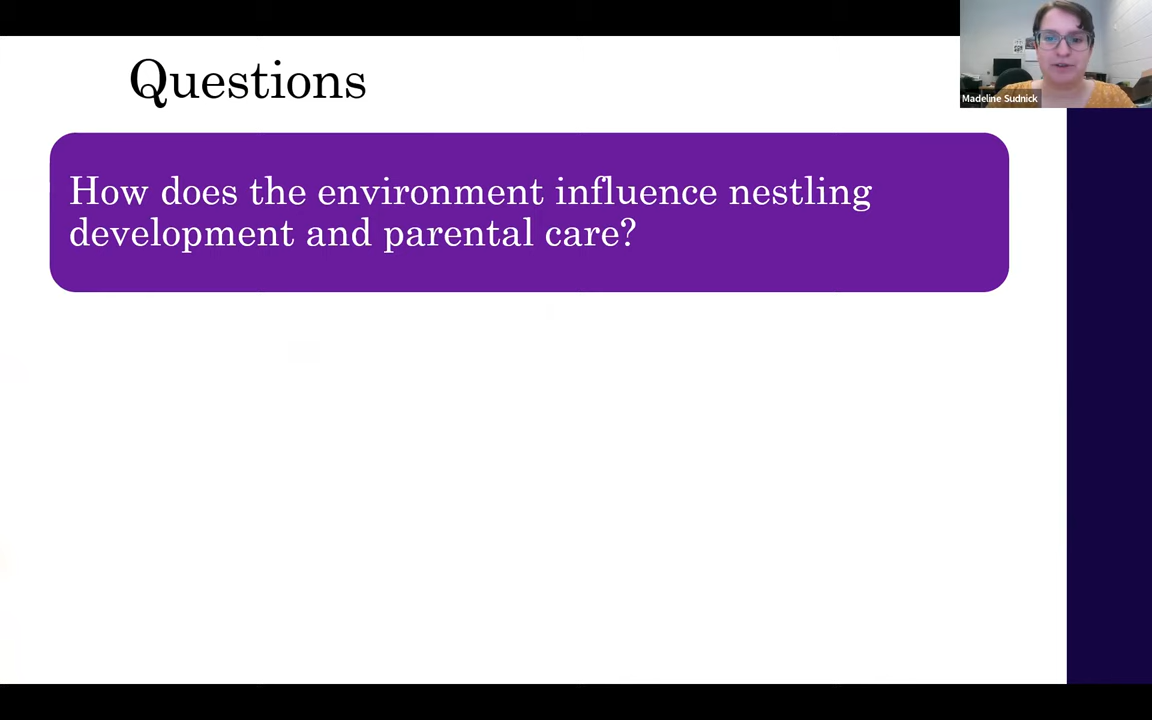 Questions
How does the environment influence nestling
development and parental care?
Madeline Sudnick